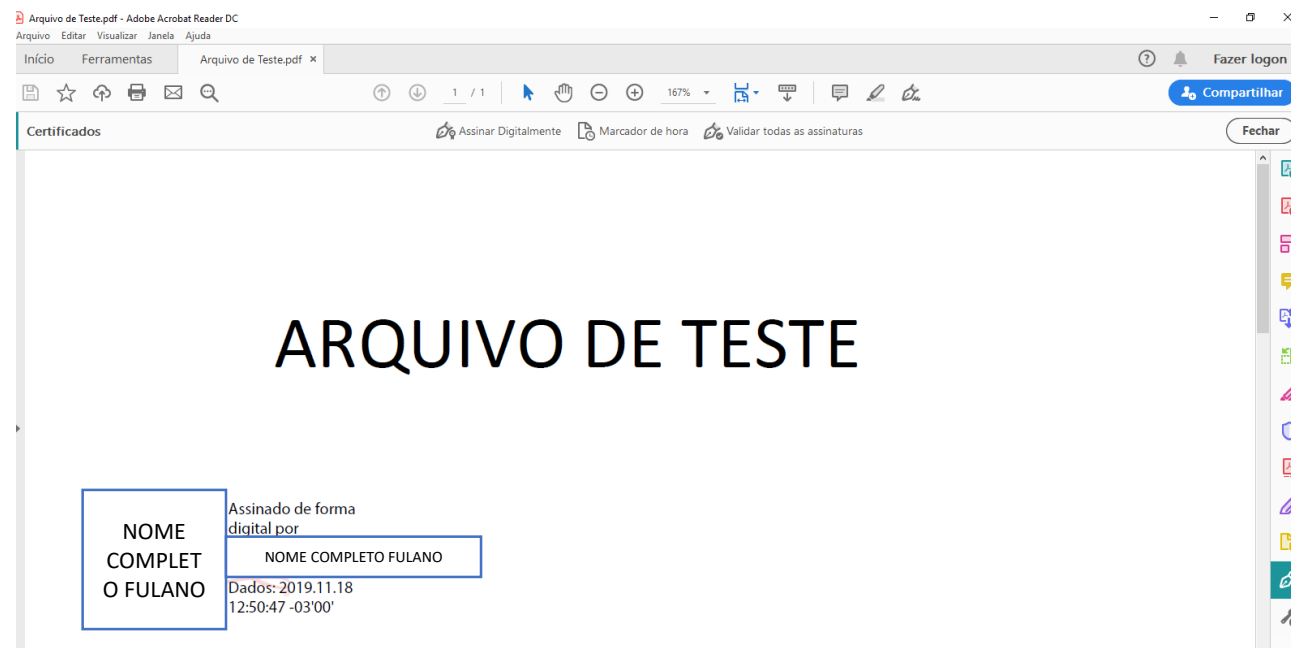 Arquivo de Teste.pdf - Adobe Acrobat Reader DC
Arquivo Editar Visualizar Janela Ajuda
Início Ferramentas Arquivo de Teste.pdf ×
? Fazer logon
1 / 1 167% Compartilhar
Certificados Assinar Digitalmente Marcador de hora Validar todas as assinaturas Fechar
ARQUIVO DE TESTE
NOME
COMPLET
O FULANO
Assinado de forma
digital por
NOME COMPLETO FULANO
Dados: 2019.11.18
12:50:47 -03'00'